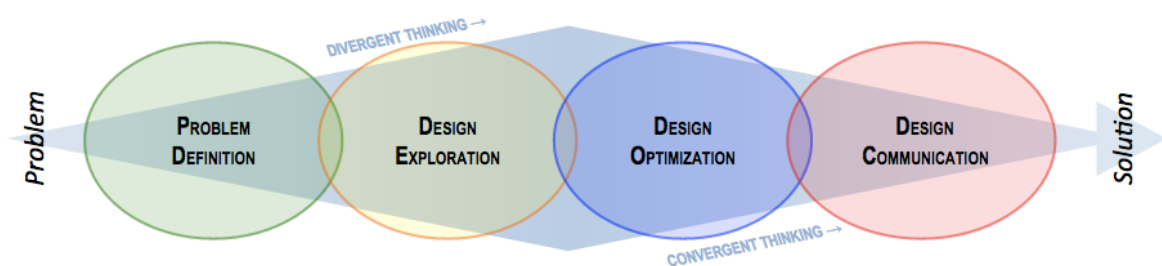 DIVERGENT THINKING →
Problem
PROBLEM
DEFINITION
DESIGN
EXPLORATION
DESIGN
OPTIMIZATION
DESIGN
COMMUNICATION
Solution
CONVERGENT THINKING →